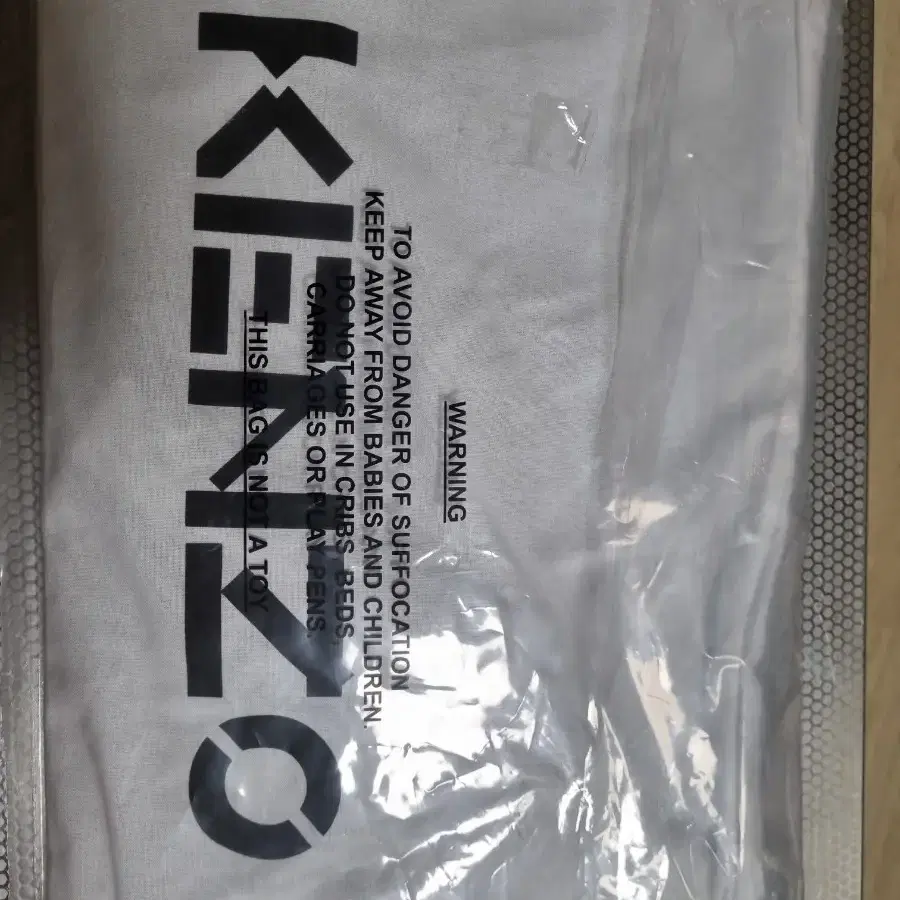 KENZO
WARNING
TO AVOID DANGER OF SUFFOCATION
KEEP AWAY FROM BABIES AND CHILDREN.
DO NOT USE IN CRIBS, BEDS,
CARRIAGES OR PLAY PENS.
THIS BAG IS NOT A TOY